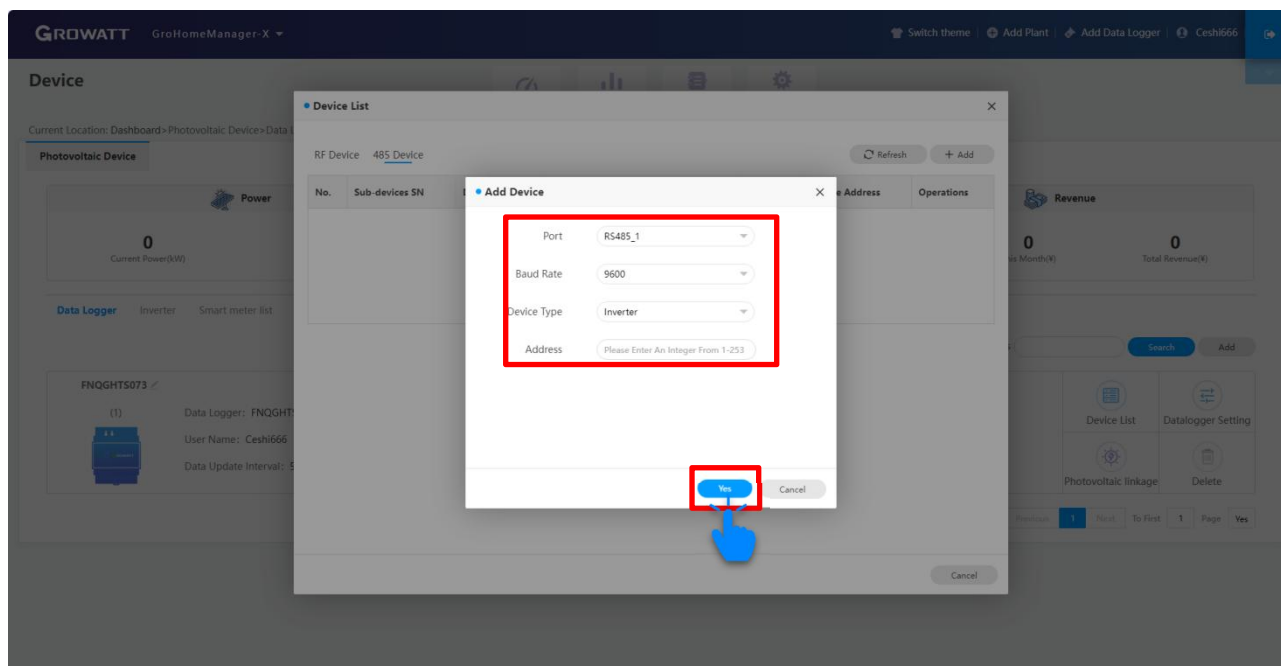 GROWATT GroHomeManager-X
Switch theme Add Plant Add Data Logger Ceshi666
Device
Device List
Current Location: Dashboard>Photovoltaic Device>Data
Photovoltaic Device
RF Device 485 Device
Refresh + Add
No. Sub-devices SN Address Operations
Add Device
Power
Revenue
0
Current Power(kW)
0
This Month(¥)
0
Total Revenue(¥)
Port RS485_1
Baud Rate 9600
Device Type Inverter
Address Please Enter An Integer From 1-253
Yes Cancel
Data Logger Inverter Smart meter list
Search Add
FNQGHTS073
(1)
Data Logger: FNQGHTS
User Name: Ceshi666
Data Update Interval: 5
Device List Datalogger Setting
Photovoltaic linkage Delete
Previous 1 Next To First 1 Page Yes
Cancel